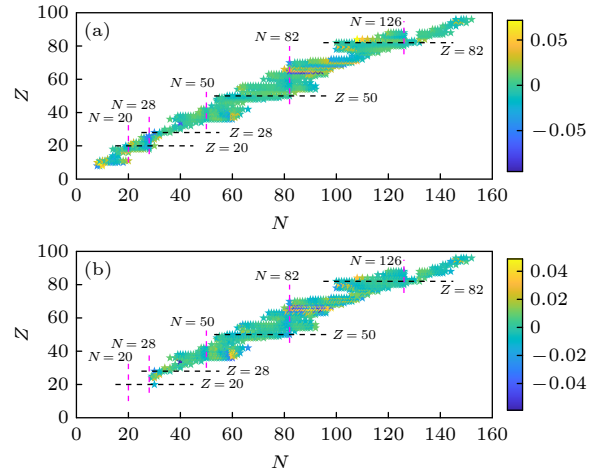 (a)
N = 126
N = 82
N = 50
N = 28
N = 20
Z = 82
Z = 50
Z = 28
Z = 20
100
80
60
40
20
0
Z
0 20 40 60 80 100 120 140 160
N
0.05
0
−0.05
(b)
N = 126
N = 82
N = 50
N = 28
N = 20
Z = 82
Z = 50
Z = 28
Z = 20
100
80
60
40
20
0
Z
0 20 40 60 80 100 120 140 160
N
0.04
0.02
0
−0.02
−0.04